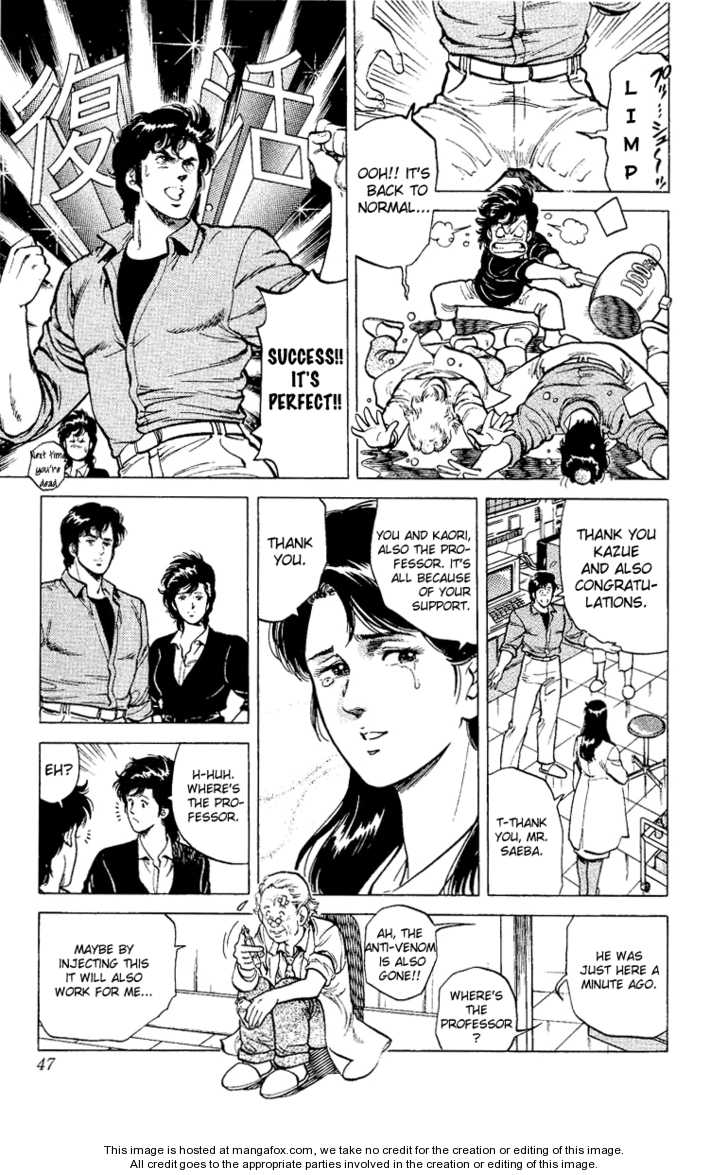 プッ…シュー…
LIMP
OOH!! IT'S
BACK TO
NORMAL...
100t
復活
SUCCESS!!
IT'S
PERFECT!!
Next time
you're
dead
THANK YOU
KAZUE
AND ALSO
CONGRATU-
LATIONS.
T-THANK
YOU, MR.
SAEBA.
YOU AND KAORI,
ALSO THE PRO-
FESSOR. IT'S
ALL BECAUSE
OF YOUR
SUPPORT.
THANK
YOU.
H-HUH.
WHERE'S
THE PRO-
FESSOR.
EH?
HE WAS
JUST HERE A
MINUTE AGO.
WHERE'S
THE
PROFESSOR
?
AH, THE
ANTI-VENOM
IS ALSO
GONE!!
MAYBE BY
INJECTING THIS
IT WILL ALSO
WORK FOR ME...
47
This image is hosted at mangafox.com, we take no credit for the creation or editing of this image.
All credit goes to the appropriate parties involved in the creation or editing of this image.